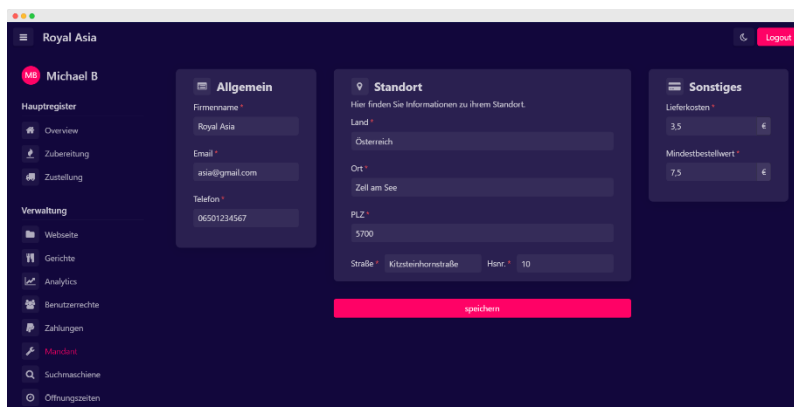 Royal Asia
Logout
MB Michael B
Hauptregister
Overview
Zubereitung
Zustellung
Verwaltung
Webseite
Gerichte
Analytics
Benutzerrechte
Zahlungen
Mandant
Suchmaschiene
Öffnungszeiten
Allgemein
Firmenname *
Royal Asia
Email *
asia@gmail.com
Telefon *
06501234567
Standort
Hier finden Sie Informationen zu ihrem Standort.
Land *
Österreich
Ort *
Zell am See
PLZ *
5700
Straße * Kitzsteinhornstraße Hsnr. * 10
speichern
Sonstiges
Lieferkosten *
3,5 €
Mindestbestellwert *
7,5 €